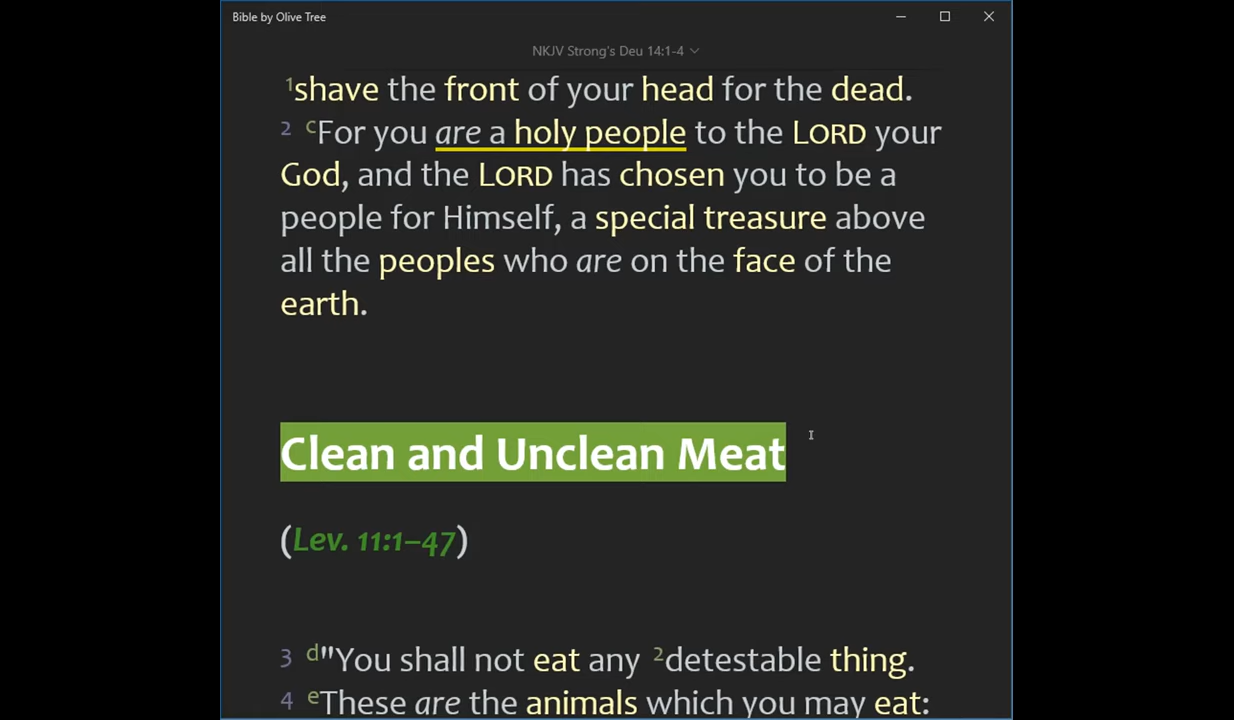 Bible by Olive Tree
NKJV Strong's Deu 14:1-4
1shave the front of your head for the dead.
2 cFor you are a holy people to the LORD your
God, and the LORD has chosen you to be a
people for Himself, a special treasure above
all the peoples who are on the face of the
earth.
Clean and Unclean Meat
(Lev. 11:1–47)
3 d"You shall not eat any 2detestable thing.
4 eThese are the animals which you may eat: